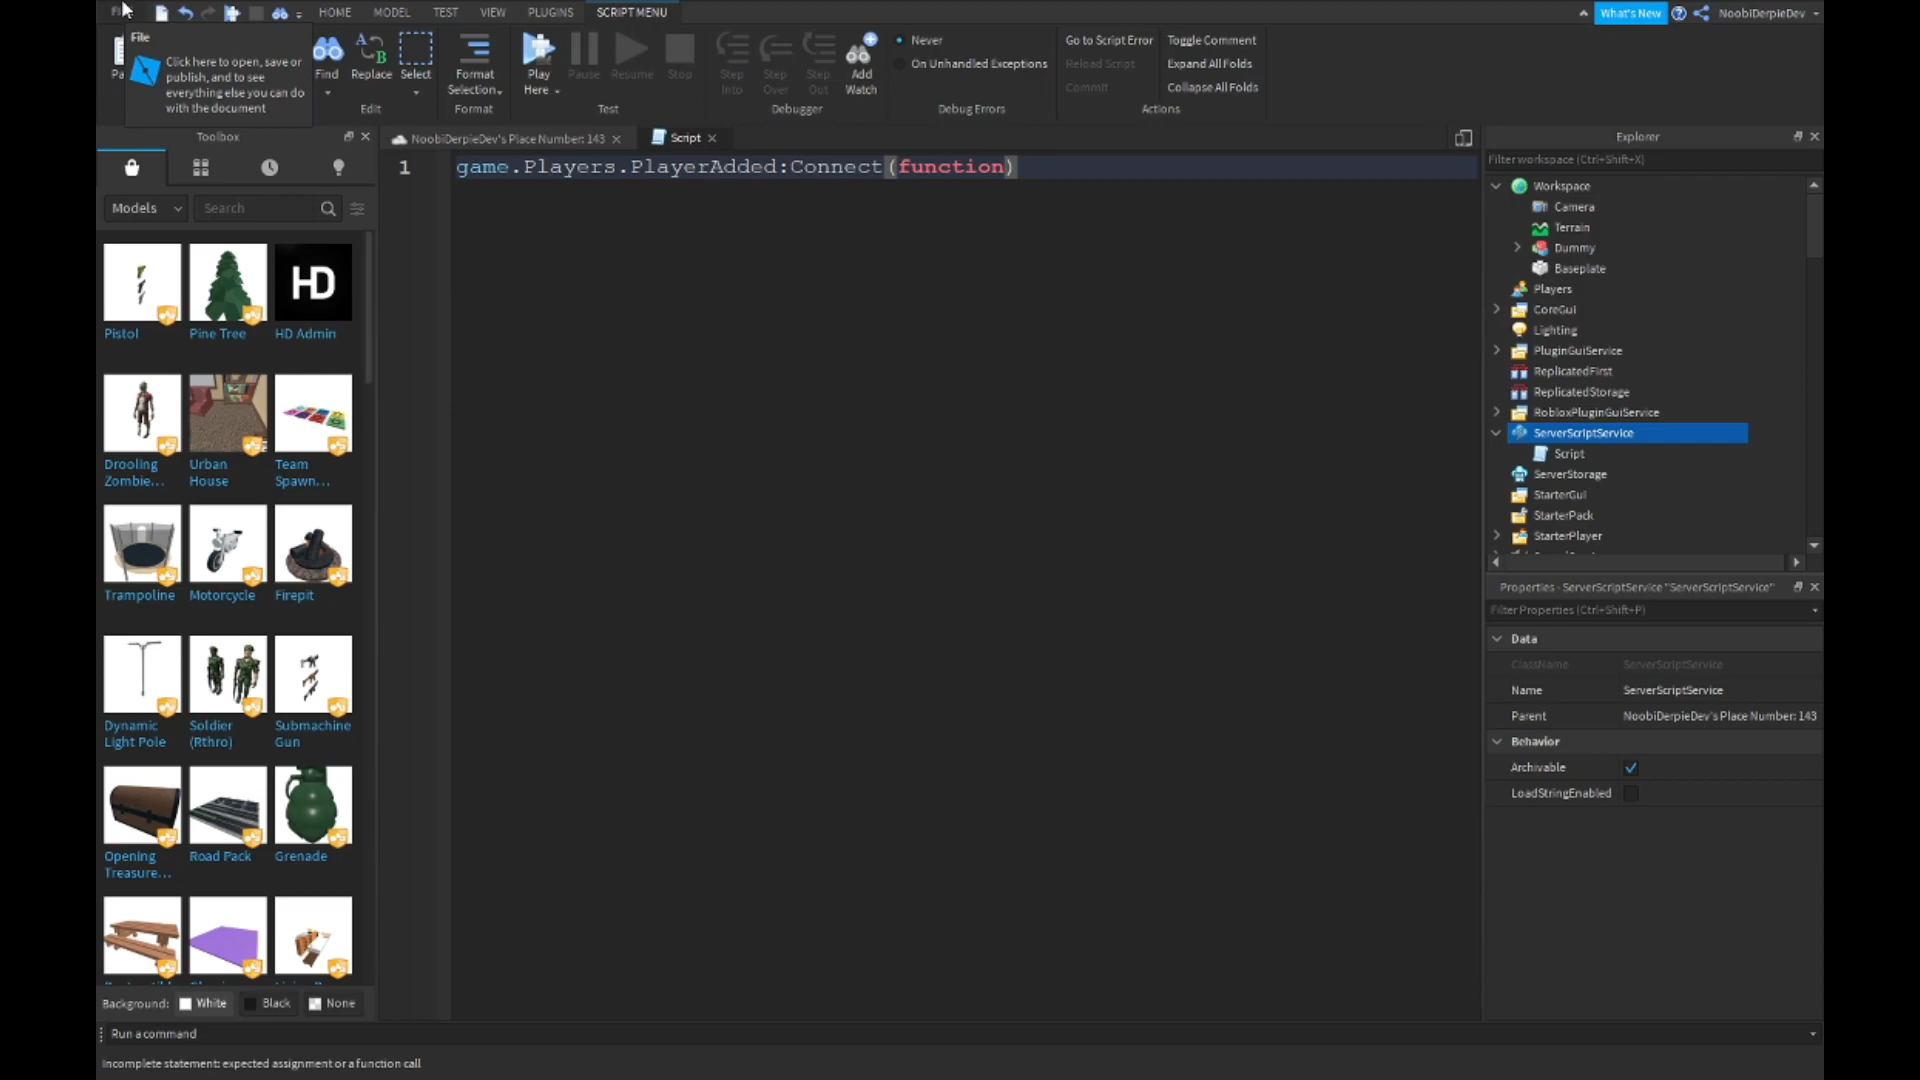 HOME
MODEL
TEST
VIEW
PLUGINS
SCRIPT MENU
What's New
NoobiDerpieDev
File
Click here to open, save or
publish, and to see
everything else you can do
with the document
Find
Replace
Select
Edit
Format
Selection
Format
Play
Here
Pause
Resume
Stop
Test
Step
Into
Step
Over
Step
Out
Add
Watch
Debugger
Never
On Unhandled Exceptions
Debug Errors
Go to Script Error
Reload Script
Commit
Toggle Comment
Expand All Folds
Collapse All Folds
Actions
Toolbox
NoobiDerpieDev's Place Number: 143
Script
Models
Search
Pistol
Pine Tree
HD
HD Admin
Drooling
Zombie...
Urban
House
Team
Spawn...
Trampoline
Motorcycle
Firepit
Dynamic
Light Pole
Soldier
(Rthro)
Submachine
Gun
Opening
Treasure...
Road Pack
Grenade
Background:
White
Black
None
1
game.Players.PlayerAdded:Connect(function)
Explorer
Filter workspace (Ctrl+Shift+X)
Workspace
Camera
Terrain
Dummy
Baseplate
Players
CoreGui
Lighting
PluginGuiService
ReplicatedFirst
ReplicatedStorage
RobloxPluginGuiService
ServerScriptService
Script
ServerStorage
StarterGui
StarterPack
StarterPlayer
Properties - ServerScriptService "ServerScriptService"
Filter Properties (Ctrl+Shift+P)
Data
ClassName ServerScriptService
Name ServerScriptService
Parent NoobiDerpieDev's Place Number: 143
Behavior
Archivable
LoadStringEnabled
Run a command
Incomplete statement: expected assignment or a function call